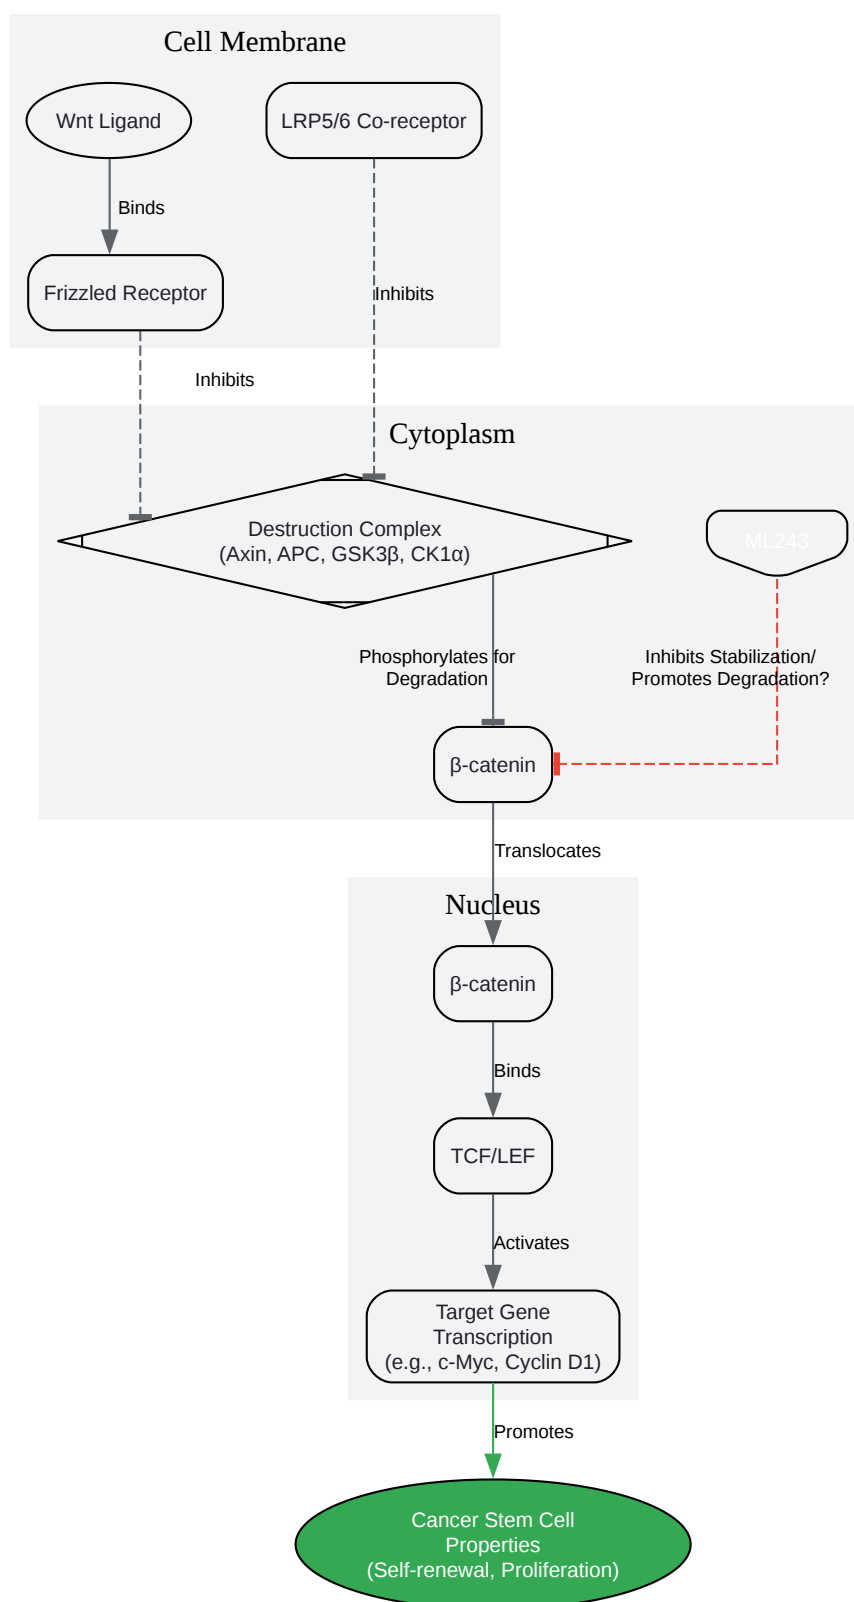 Cell Membrane
Wnt Ligand
LRP5/6 Co-receptor
Binds
Frizzled Receptor
Inhibits
Inhibits
Cytoplasm
Destruction Complex
(Axin, APC, GSK3β, CK1α)
ML243
Phosphorylates for
Degradation
Inhibits Stabilization/
Promotes Degradation?
β-catenin
Translocates
Nucleus
β-catenin
Binds
TCF/LEF
Activates
Target Gene
Transcription
(e.g., c-Myc, Cyclin D1)
Promotes
Cancer Stem Cell
Properties
(Self-renewal, Proliferation)